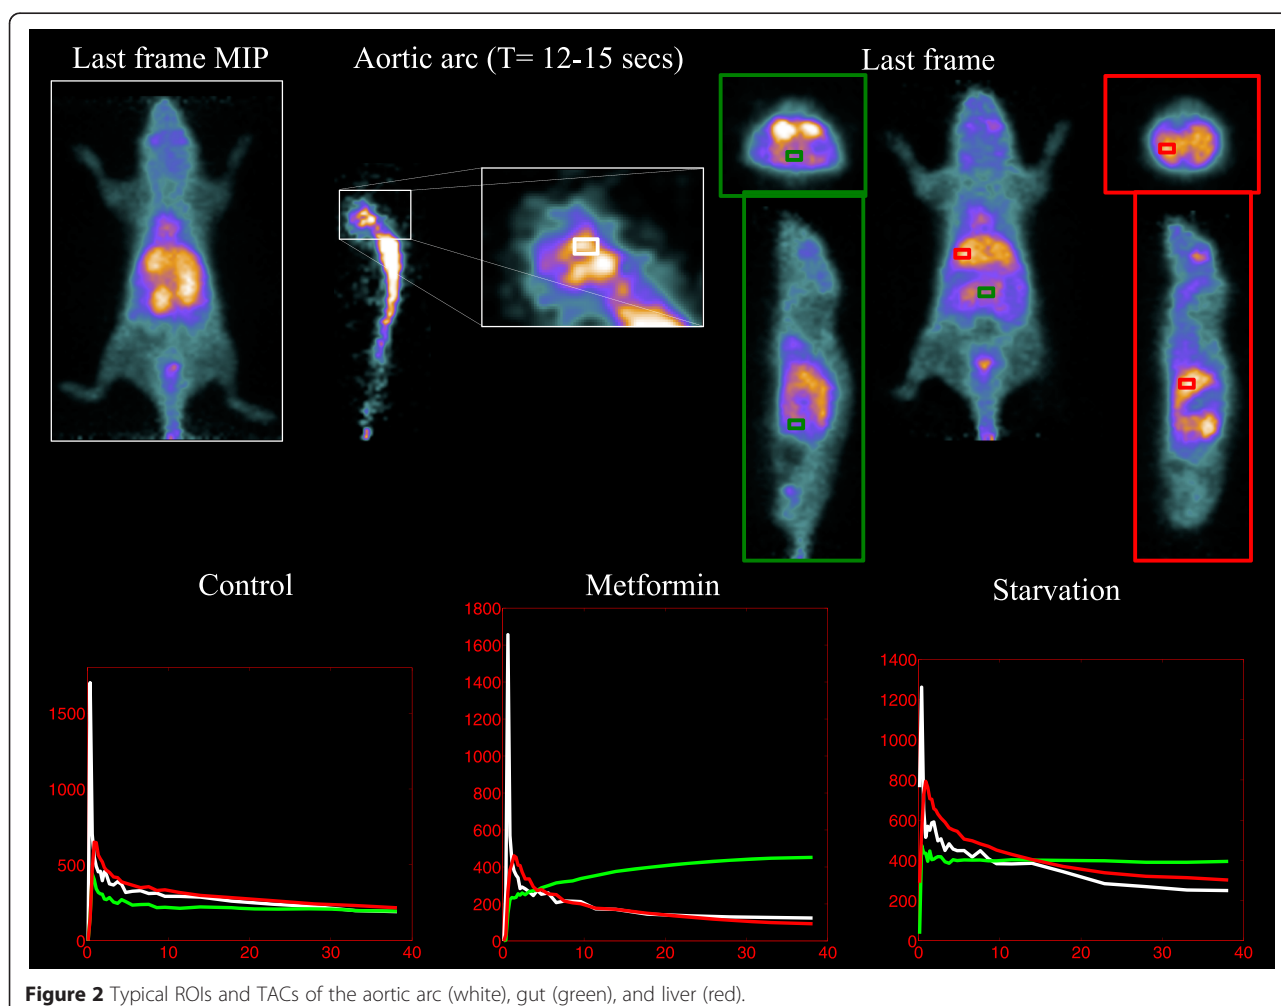 Last frame MIP
Aortic arc (T= 12-15 secs)
Last frame
Control
Metformin
Starvation
1500
1000
500
0
0 10 20 30 40
1800
1600
1400
1200
1000
800
600
400
200
0
0 10 20 30 40
1400
1200
1000
800
600
400
200
0
0 10 20 30 40
Figure 2 Typical ROIs and TACs of the aortic arc (white), gut (green), and liver (red).